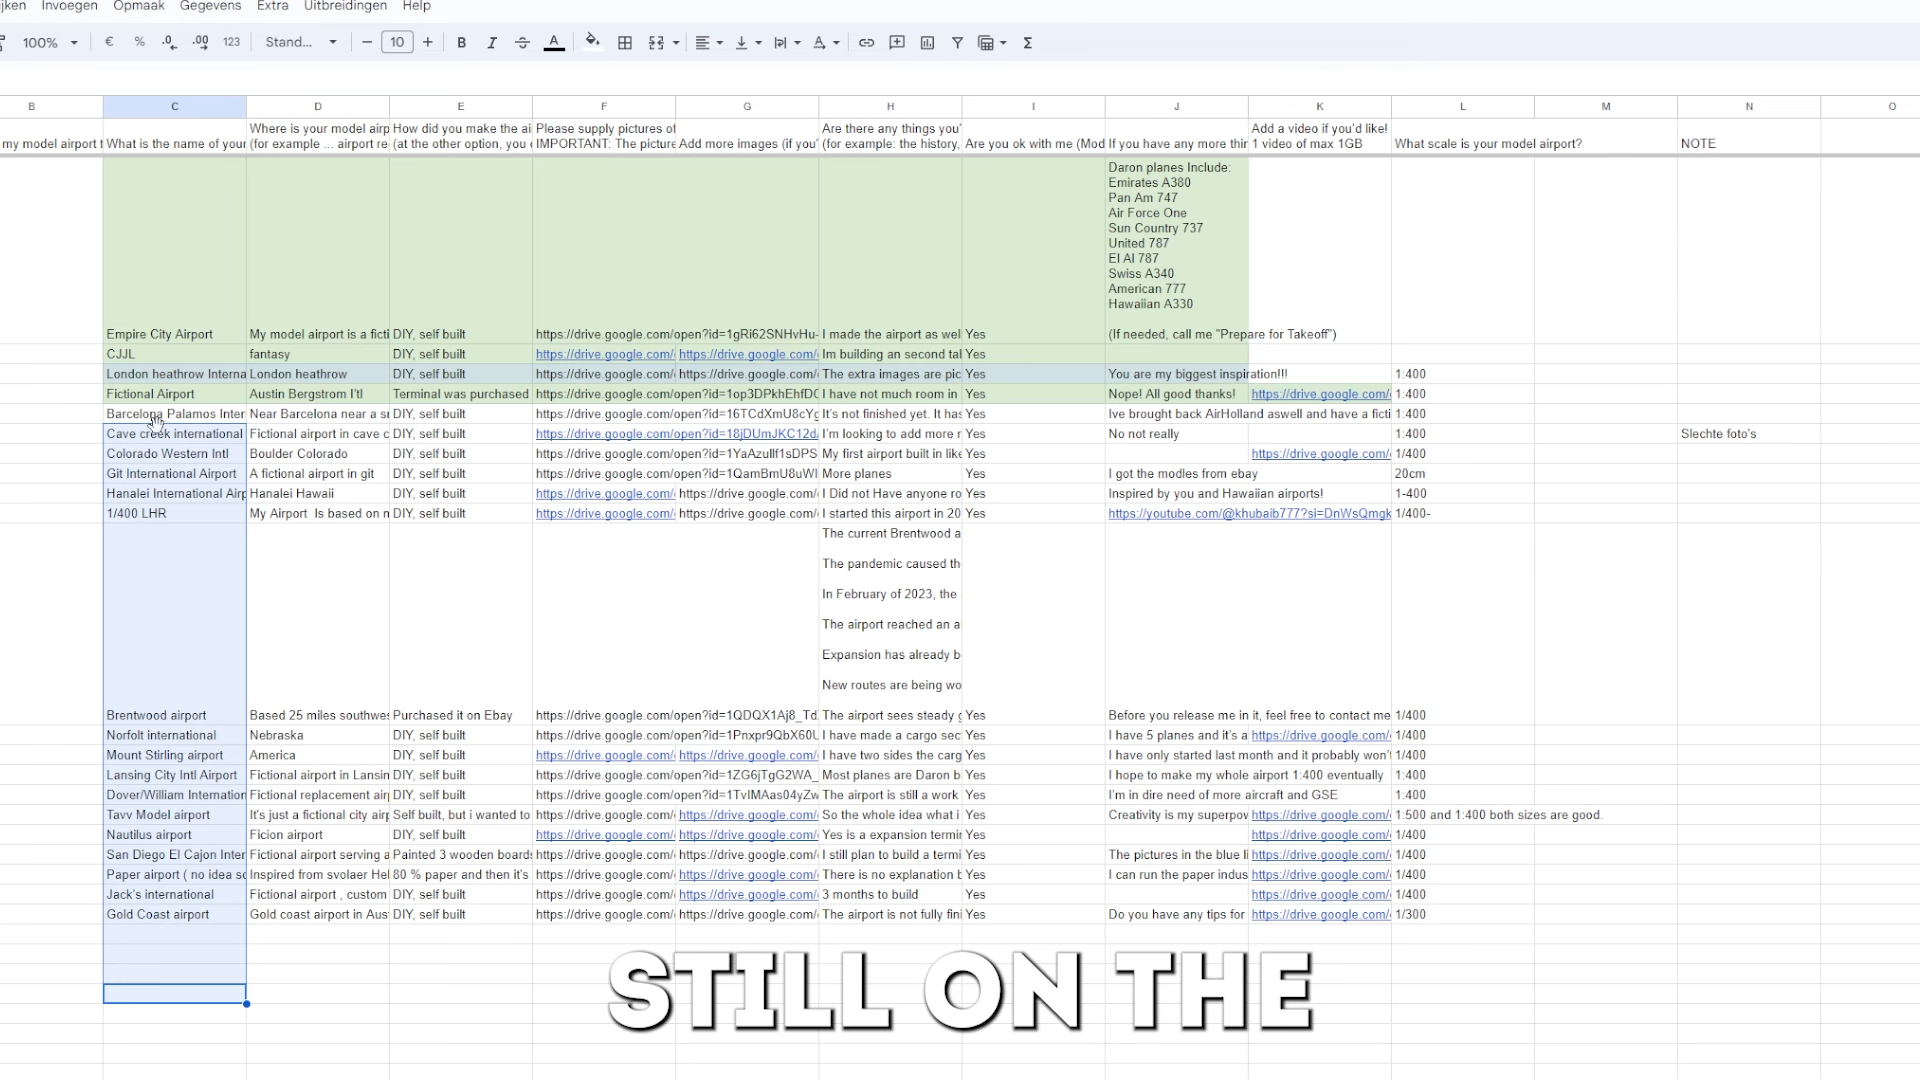 ijken Invoegen Opmaak Gegevens Extra Uitbreidingen Help
100% € % .0 .00 123 Stand... − 10 + B I A Σ
B C D E F G H I J K L M N O
my model airport t What is the name of your Where is your model airp How did you make the ai Please supply pictures of Add more images (if you' Are there any things you' Are you ok with me (Mod If you have any more thin Add a video if you'd like! What scale is your model airport? NOTE
(for example ... airport re (at the other option, you IMPORTANT: The picture (for example: the history, 1 video of max 1GB
Daron planes Include:
Emirates A380
Pan Am 747
Air Force One
Sun Country 737
United 787
El Al 787
Swiss A340
American 777
Hawaiian A330
Empire City Airport My model airport is a ficti DIY, self built https://drive.google.com/open?id=1gRi62SNHvHu- I made the airport as wel Yes (If needed, call me "Prepare for Takeoff")
CJJL fantasy DIY, self built https://drive.google.com/ https://drive.google.com/ Im building an second tal Yes
London heathrow Interna London heathrow DIY, self built https://drive.google.com/ https://drive.google.com/ The extra images are pic Yes You are my biggest inspiration!!! 1:400
Fictional Airport Austin Bergstrom I'tl Terminal was purchased https://drive.google.com/open?id=1op3DPkhEhfD I have not much room in Yes Nope! All good thanks! https://drive.google.com/ 1:400
Barcelona Palamos Inter Near Barcelona near a sr DIY, self built https://drive.google.com/open?id=16TCdXmU8cYg It's not finished yet. It has Yes Ive brought back AirHolland aswell and have a ficti 1:400
Cave creek international Fictional airport in cave c DIY, self built https://drive.google.com/open?id=18jDUmJKC12d I'm looking to add more r Yes No not really 1:400 Slechte foto's
Colorado Western Intl Boulder Colorado DIY, self built https://drive.google.com/open?id=1YaAzullf1sDPS My first airport built in like Yes https://drive.google.com/ 1/400
Git International Airport A fictional airport in git DIY, self built https://drive.google.com/open?id=1QambmU8uWl More planes Yes I got the modles from ebay 20cm
Hanalei International Airp Hanalei Hawaii DIY, self built https://drive.google.com/ https://drive.google.com/ I Did not Have anyone ro Yes Inspired by you and Hawaiian airports! 1-400
1/400 LHR My Airport Is based on n DIY, self built https://drive.google.com/ https://drive.google.com/ I started this airport in 20 Yes https://youtube.com/@khubaib777?si=DnWsQmgk 1/400-
The current Brentwood a
The pandemic caused th
In February of 2023, the
The airport reached an a
Expansion has already b
New routes are being wo
Brentwood airport Based 25 miles southwes Purchased it on Ebay https://drive.google.com/open?id=1QDQX1Aj8_Td The airport sees steady g Yes Before you release me in it, feel free to contact me 1/400
Norfolt international Nebraska DIY, self built https://drive.google.com/open?id=1Pnxpr9QbX60U I have made a cargo sec Yes I have 5 planes and it's a https://drive.google.com/ 1/400
Mount Stirling airport America DIY, self built https://drive.google.com/ https://drive.google.com/ I have two sides the carg Yes I have only started last month and it probably won't 1/400
Lansing City Intl Airport Fictional airport in Lansin DIY, self built https://drive.google.com/open?id=1ZG6jTgG2WA_ Most planes are Daron b Yes I hope to make my whole airport 1:400 eventually 1:400
Dover/William Internation Fictional replacement airp DIY, self built https://drive.google.com/open?id=1TvIMAas04yZw The airport is still a work Yes I'm in dire need of more aircraft and GSE 1:400
Tavv Model airport It's just a fictional city airp Self built, but i wanted to https://drive.google.com/ https://drive.google.com/ So the whole idea what i Yes Creativity is my superpov https://drive.google.com/ 1:500 and 1:400 both sizes are good.
Nautilus airport Ficion airport DIY, self built https://drive.google.com/ https://drive.google.com/ Yes is a expansion termir Yes https://drive.google.com/ 1/400
San Diego El Cajon Inter Fictional airport serving a Painted 3 wooden boards https://drive.google.com/ https://drive.google.com/ I still plan to build a termi Yes The pictures in the blue li https://drive.google.com/ 1/400
Paper airport ( no idea sc Inspired from svolaer Hel 80 % paper and then it's https://drive.google.com/ https://drive.google.com/ There is no explanation b Yes I can run the paper indus https://drive.google.com/ 1/400
Jack's international Fictional airport , custom DIY, self built https://drive.google.com/ https://drive.google.com/ 3 months to build Yes https://drive.google.com/ 1/400
Gold Coast airport Gold coast airport in Aus DIY, self built https://drive.google.com/ https://drive.google.com/ The airport is not fully fini Yes Do you have any tips for https://drive.google.com/ 1/300
STILL ON THE